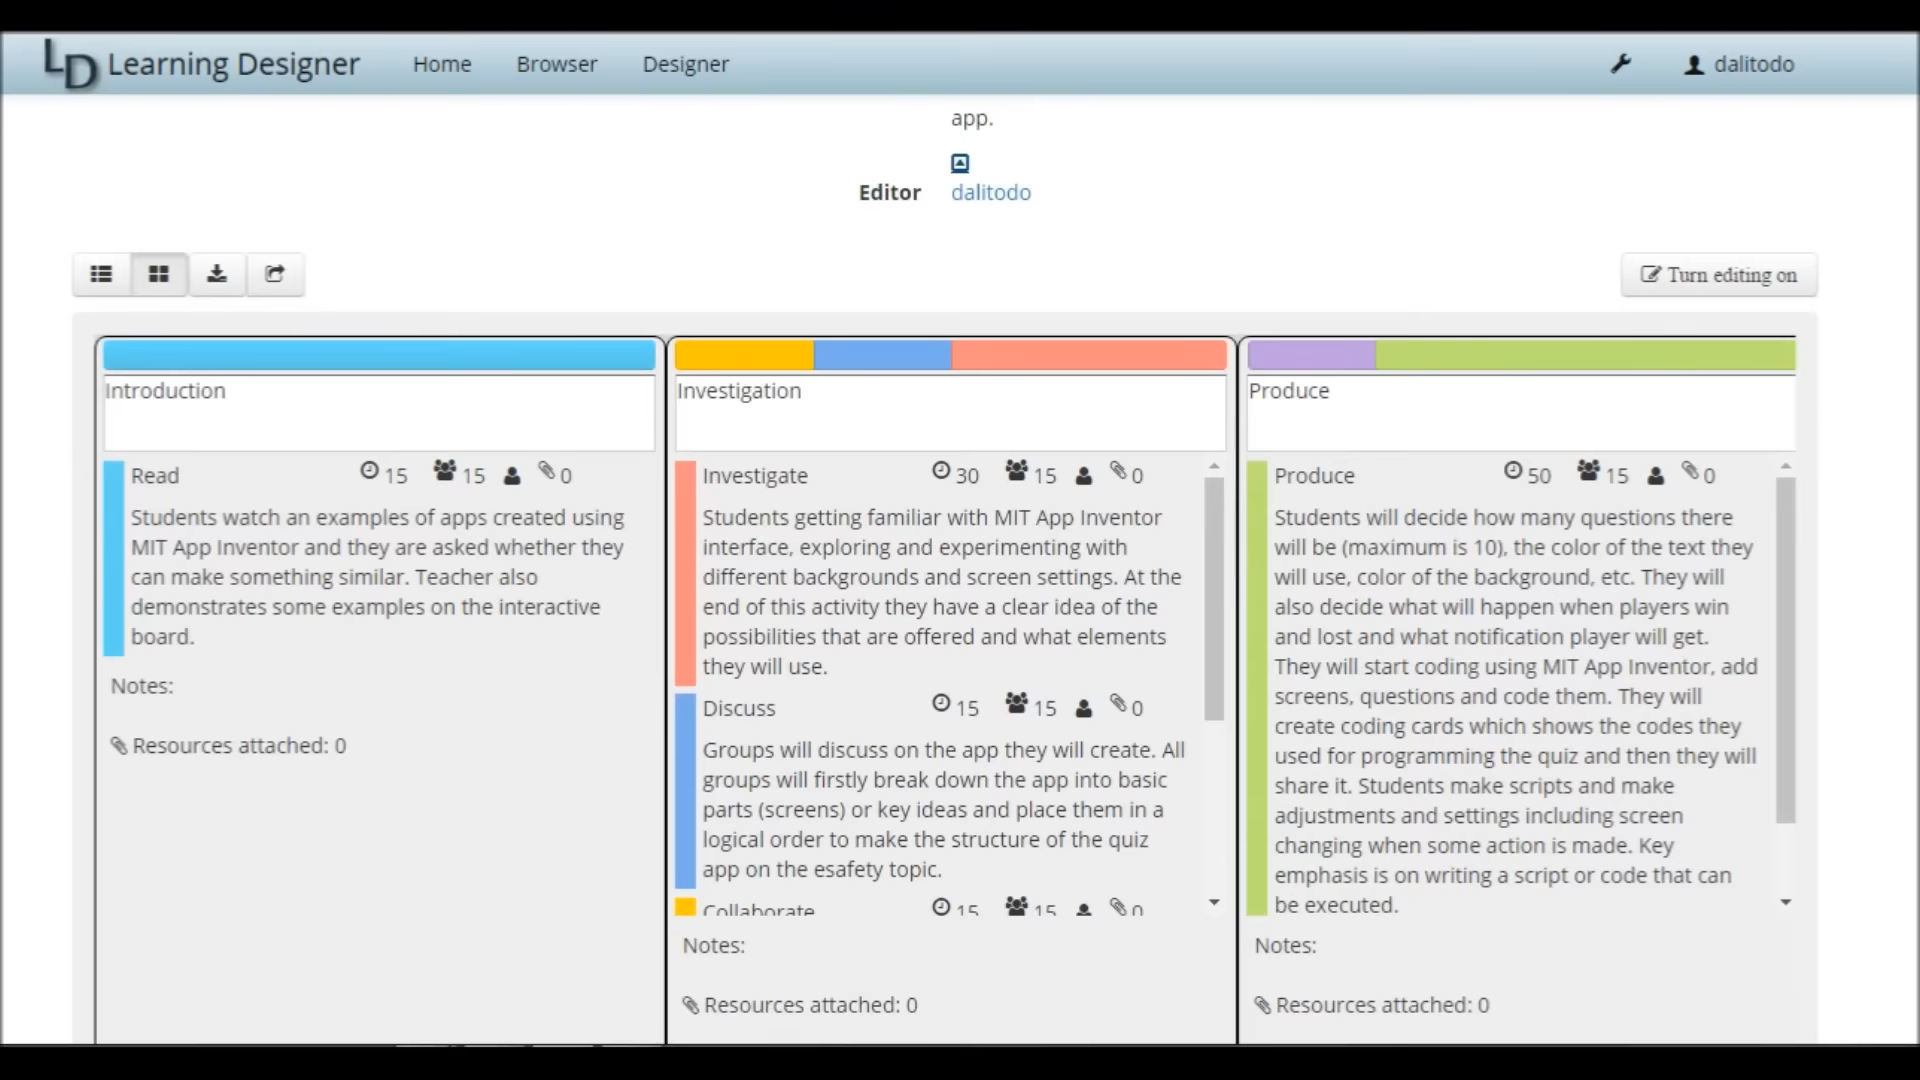 LD Learning Designer Home Browser Designer dalitodo
app.
Editor dalitodo
Turn editing on
Introduction
Read 15 15 0
Students watch an examples of apps created using
MIT App Inventor and they are asked whether they
can make something similar. Teacher also
demonstrates some examples on the interactive
board.
Notes:
Resources attached: 0
Investigation
Investigate 30 15 0
Students getting familiar with MIT App Inventor
interface, exploring and experimenting with
different backgrounds and screen settings. At the
end of this activity they have a clear idea of the
possibilities that are offered and what elements
they will use.
Discuss 15 15 0
Groups will discuss on the app they will create. All
groups will firstly break down the app into basic
parts (screens) or key ideas and place them in a
logical order to make the structure of the quiz
app on the esafety topic.
Collaborate 15 15 0
Notes:
Resources attached: 0
Produce
Produce 50 15 0
Students will decide how many questions there
will be (maximum is 10), the color of the text they
will use, color of the background, etc. They will
also decide what will happen when players win
and lost and what notification player will get.
They will start coding using MIT App Inventor, add
screens, questions and code them. They will
create coding cards which shows the codes they
used for programming the quiz and then they will
share it. Students make scripts and make
adjustments and settings including screen
changing when some action is made. Key
emphasis is on writing a script or code that can
be executed.
Notes:
Resources attached: 0